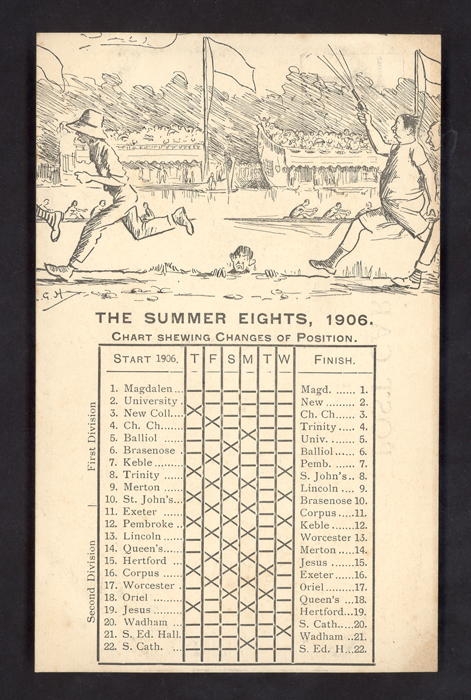 G.H
THE SUMMER EIGHTS, 1906.
CHART SHEWING CHANGES OF POSITION.
START 1906. T F S M T W FINISH.
First Division
1. Magdalen ... Magd. ...... 1.
2. University . New ......... 2.
3. New Coll.... Ch. Ch...... 3.
4. Ch. Ch...... Trinity ...... 4.
5. Balliol ...... Univ. ...... 5.
6. Brasenose . Balliol...... 6.
7. Keble ......... Pemb. ...... 7.
8. Trinity ...... S. John's.. 8.
9. Merton ...... Lincoln .... 9.
10. St. John's... Brasenose 10.
11. Exeter ...... Corpus ....11.
12. Pembroke ... Keble ......12.
Second Division
13. Lincoln ...... Worcester 13.
14. Queen's...... Merton ....14.
15. Hertford ... Jesus ......15.
16. Corpus ...... Exeter ......16.
17. Worcester . Oriel .......17.
18. Oriel ......... Queen's ...18.
19. Jesus ......... Hertford...19.
20. Wadham ... S. Cath.....20.
21. S. Ed. Hall. Wadham ..21.
22. S. Cath. ... S. Ed. H...22.